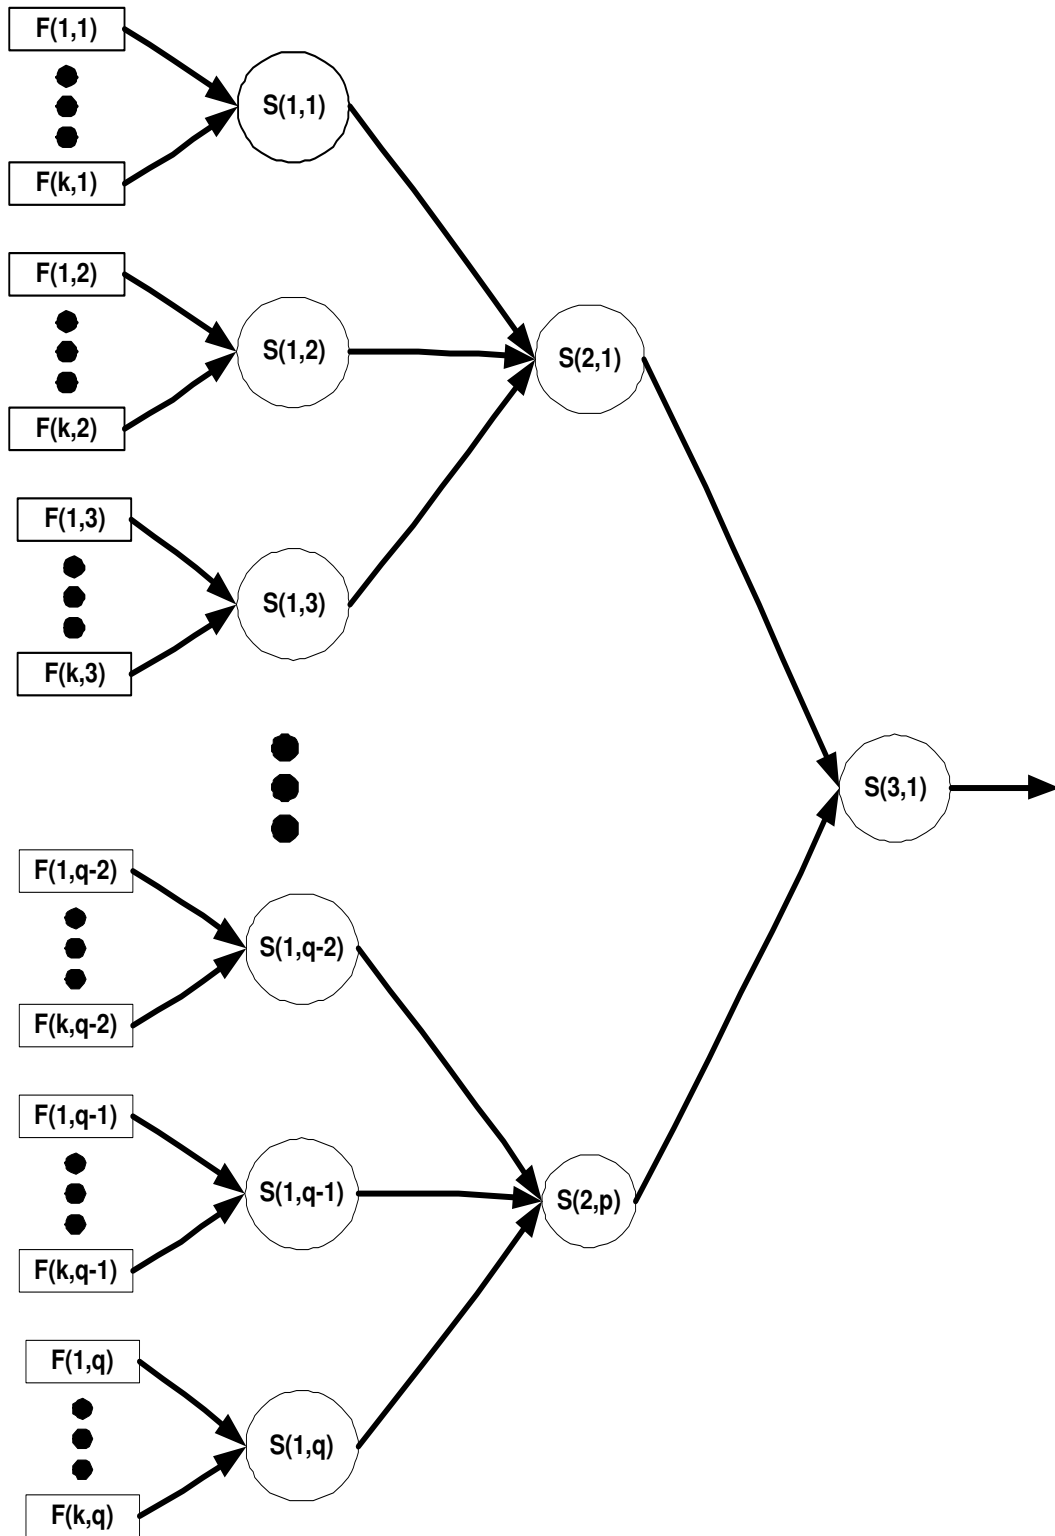 F(1,1)
S(1,1)
F(k,1)
F(1,2)
S(1,2)
S(2,1)
F(k,2)
F(1,3)
S(1,3)
F(k,3)
S(3,1)
F(1,q-2)
S(1,q-2)
F(k,q-2)
F(1,q-1)
S(1,q-1)
S(2,p)
F(k,q-1)
F(1,q)
S(1,q)
F(k,q)